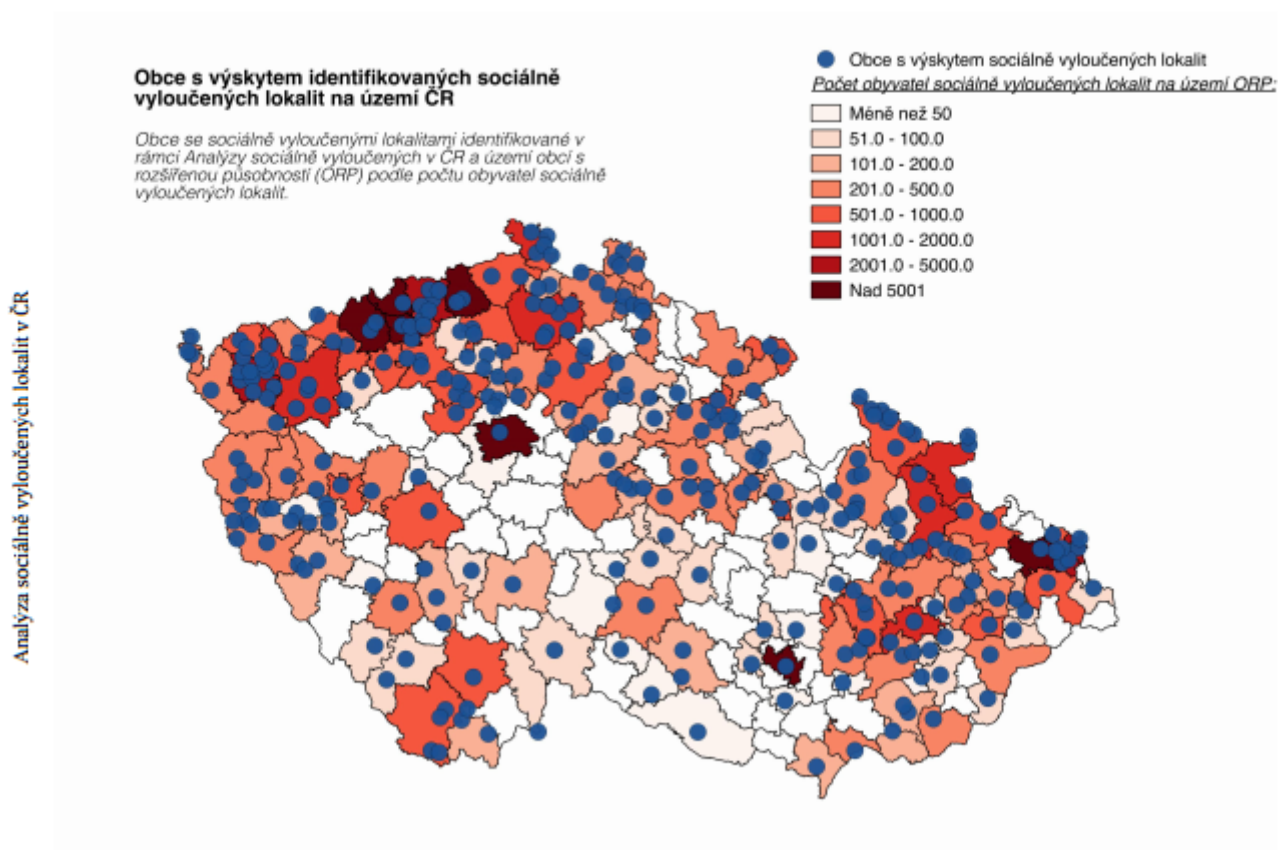 Analýza sociálně vyloučených lokalit v ČR
Obce s výskytem identifikovaných sociálně
vyloučených lokalit na území ČR
Obce se sociálně vyloučenými lokalitami identifikované v
rámci Analýzy sociálně vyloučených v ČR a území obcí s
rozšířenou působností (ORP) podle počtu obyvatel sociálně
vyloučených lokalit.
Obce s výskytem sociálně vyloučených lokalit
Počet obyvatel sociálně vyloučených lokalit na území ORP:
Méně než 50
51.0 - 100.0
101.0 - 200.0
201.0 - 500.0
501.0 - 1000.0
1001.0 - 2000.0
2001.0 - 5000.0
Nad 5001